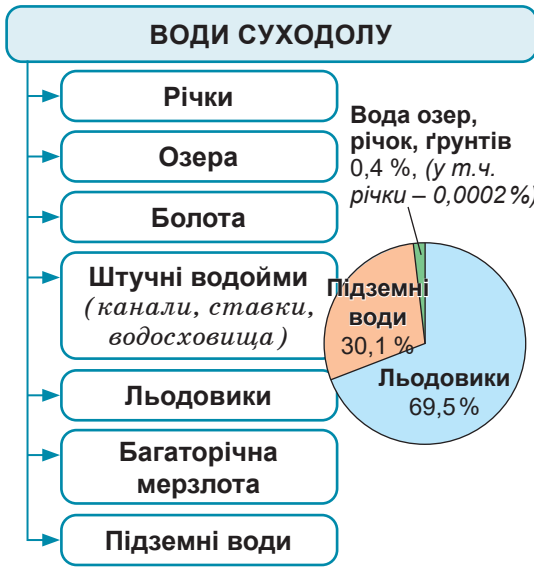 ВОДИ СУХОДОЛУ
Річки
Озера
Болота
Штучні водойми
(канали, ставки,
водосховища)
Льодовики
Багаторічна
мерзлота
Підземні води
Вода озер,
річок, ґрунтів
0,4 %, (у т.ч.
річки – 0,0002 %)
Підземні
води
30,1 %
Льодовики
69,5 %